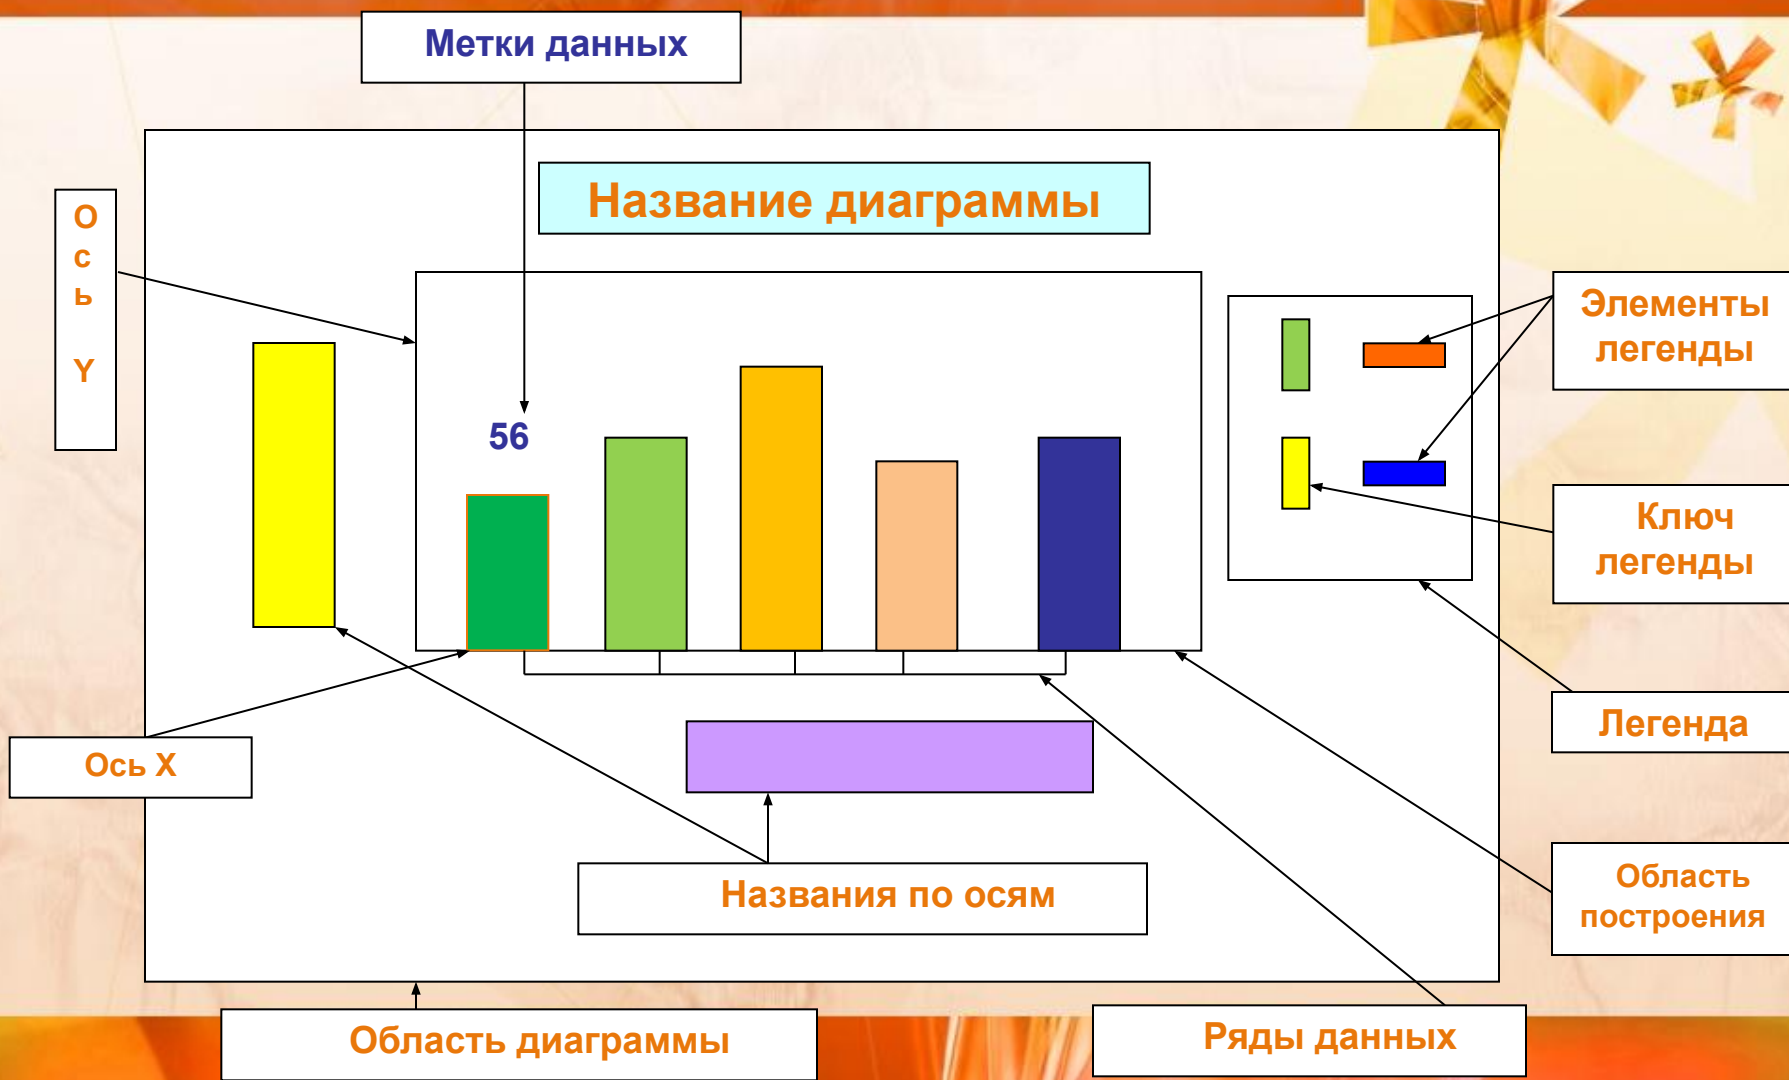 Метки данных
Название диаграммы
О
с
ь
Y
Элементы
легенды
56
Ключ
легенды
Легенда
Ось X
Область
построения
Названия по осям
Область диаграммы
Ряды данных